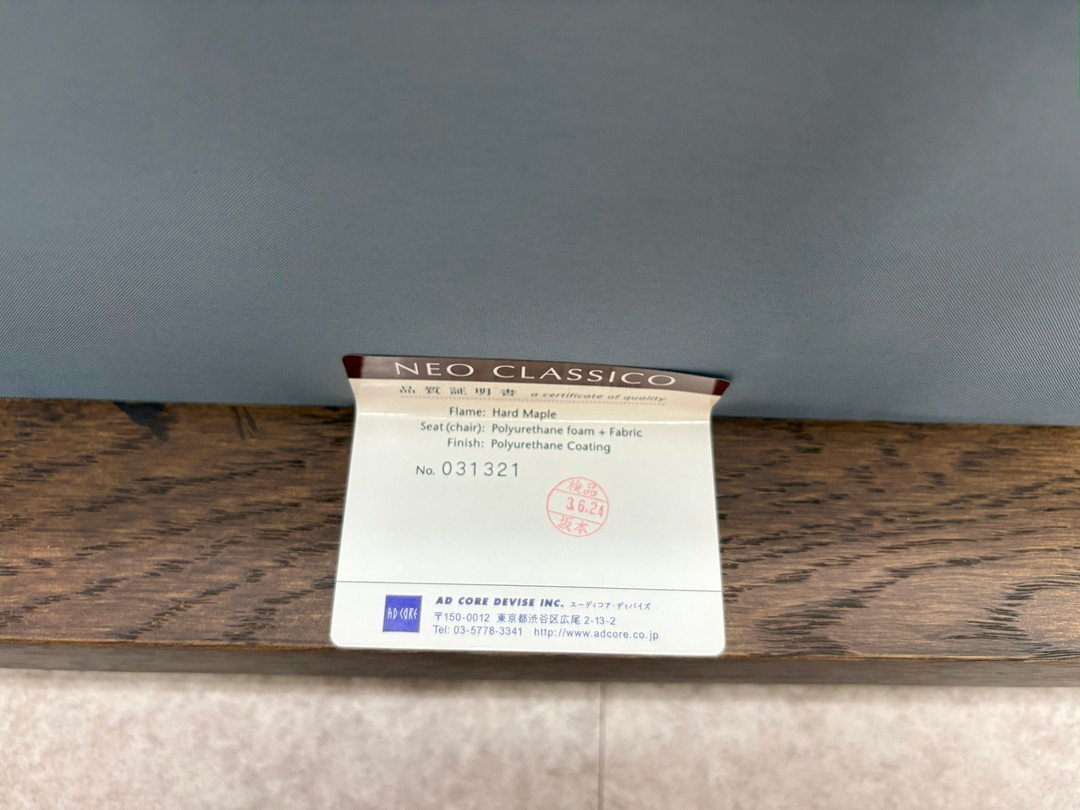 NEO CLASSICO
品質証明書 a certificate of quality
Flame: Hard Maple
Seat (chair): Polyurethane foam + Fabric
Finish: Polyurethane Coating
No. 031321
検品
3.6.24
坂本
AD CORE
AD CORE DEVISE INC. エーディコア・ディバイズ
〒150-0012 東京都渋谷区広尾 2-13-2
Tel: 03-5778-3341 http://www.adcore.co.jp